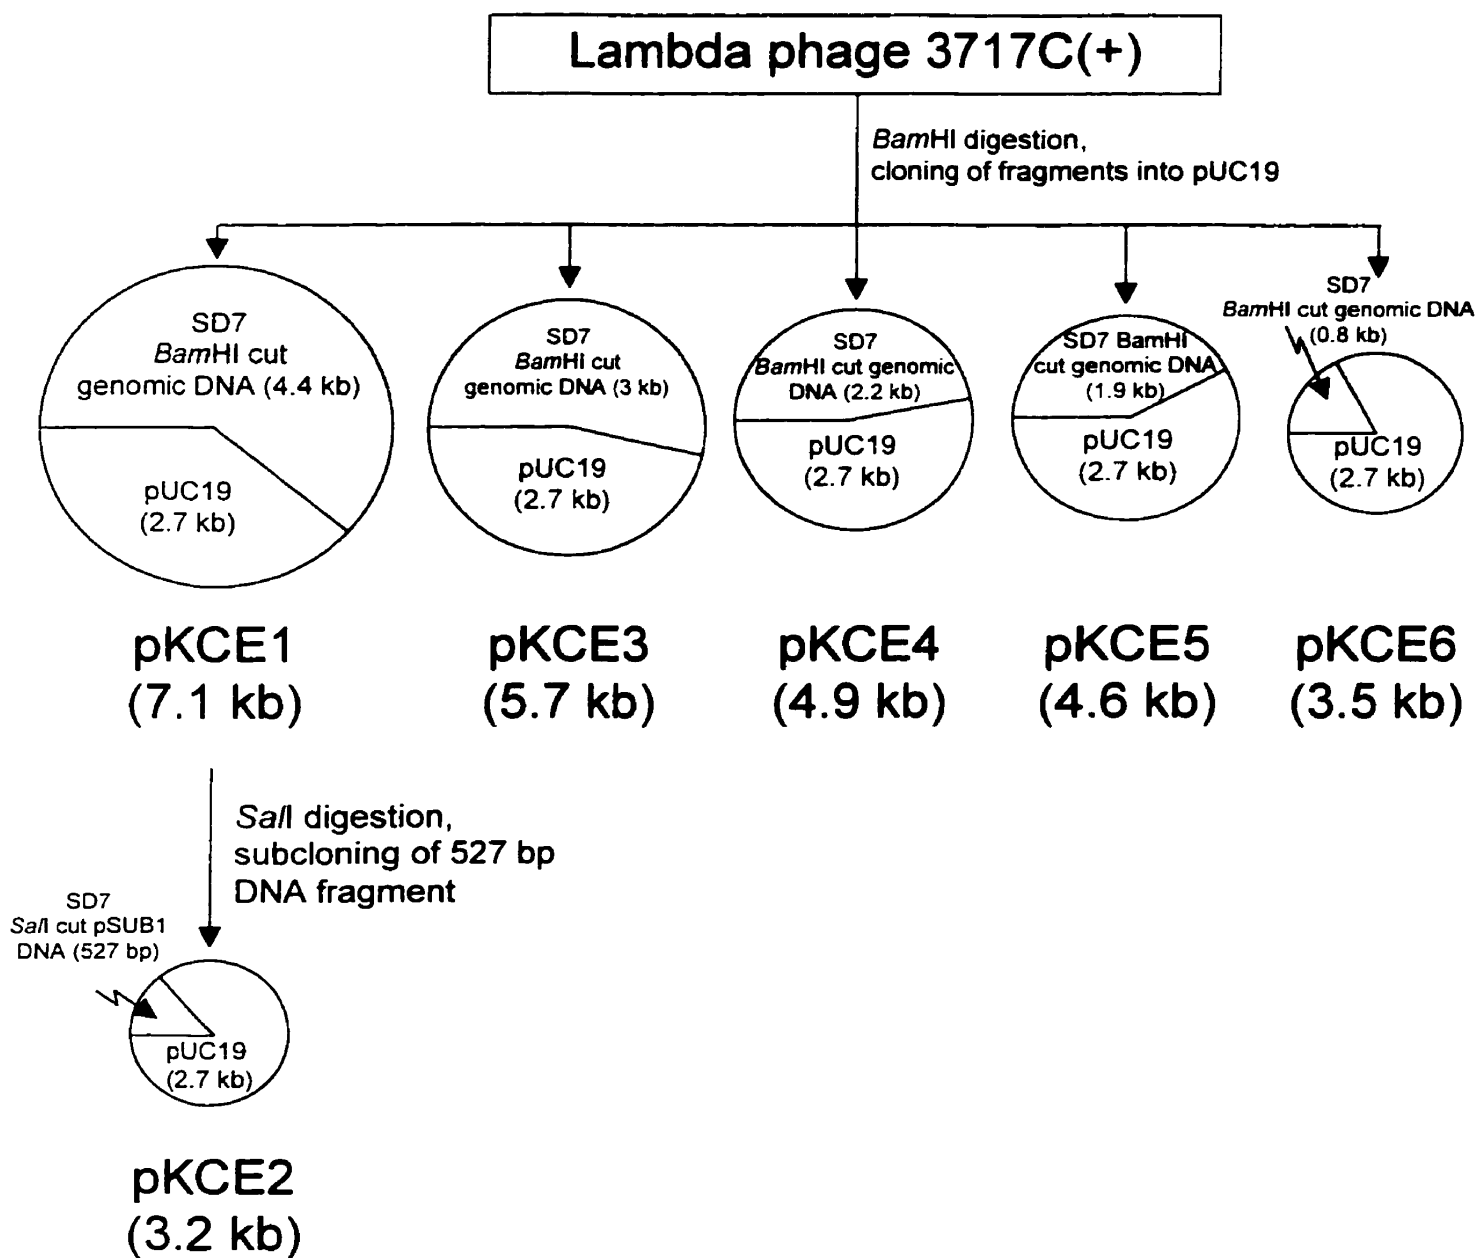 Lambda phage 3717C(+)
BamHI digestion,
cloning of fragments into pUC19
SD7
BamHI cut
genomic DNA (4.4 kb)
pUC19
(2.7 kb)
SD7
BamHI cut
genomic DNA (3 kb)
pUC19
(2.7 kb)
SD7
BamHI cut genomic
DNA (2.2 kb)
pUC19
(2.7 kb)
SD7 BamHI
cut genomic DNA
(1.9 kb)
pUC19
(2.7 kb)
SD7
BamHI cut genomic DNA
(0.8 kb)
pUC19
(2.7 kb)
pKCE1
(7.1 kb)
pKCE3
(5.7 kb)
pKCE4
(4.9 kb)
pKCE5
(4.6 kb)
pKCE6
(3.5 kb)
SalI digestion,
subcloning of 527 bp
DNA fragment
SD7
SalI cut pSUB1
DNA (527 bp)
pUC19
(2.7 kb)
pKCE2
(3.2 kb)